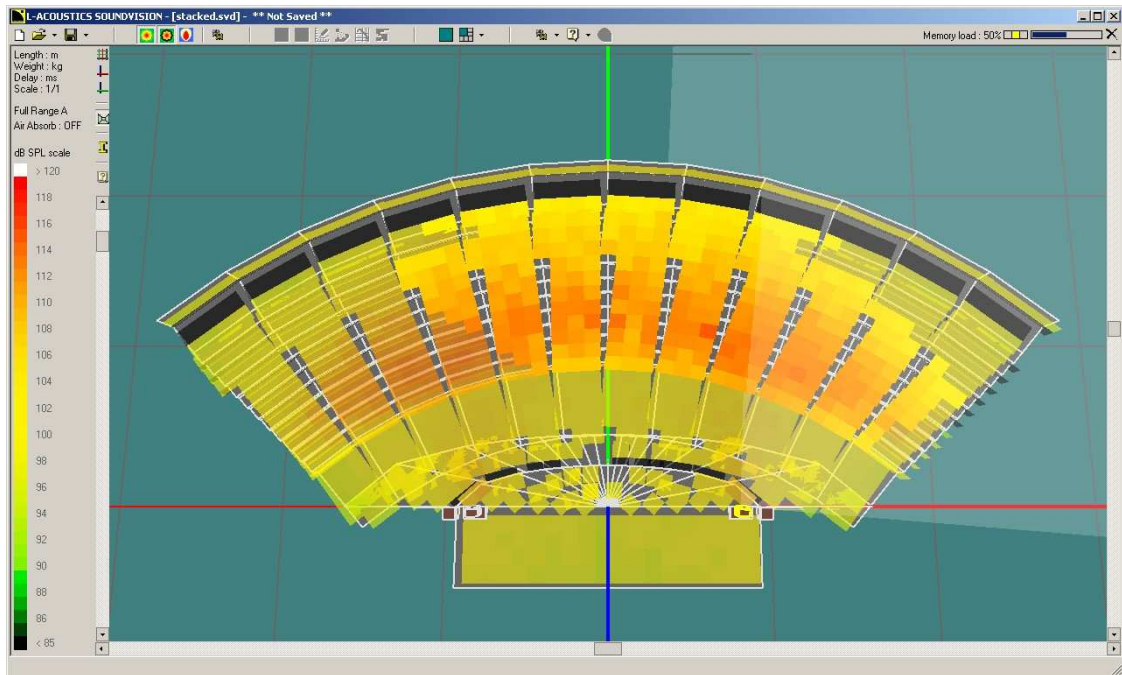 L-ACOUSTICS SOUNDVISION - [stacked.svd] - ** Not Saved **
Memory load : 50%
Length : m
Weight : kg
Delay : ms
Scale : 1/1
Full Range A
Air Absorb : OFF
dB SPL scale
> 120
118
116
114
112
110
108
106
104
102
100
98
96
94
92
90
88
86
< 85